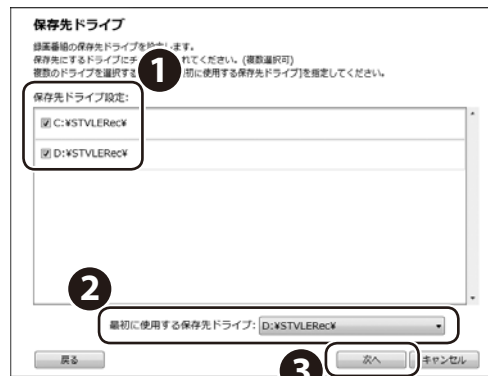 保存先ドライブ
録画番組の保存先ドライブを設定します。
保存先にするドライブにチ れてください。(複数選択可)
複数のドライブを選択する 初に使用する保存先ドライブ]を指定してください。
1
保存先ドライブ設定:
C:¥STVLERec¥
D:¥STVLERec¥
2
最初に使用する保存先ドライブ: D:¥STVLERec¥
3
戻る 次へ キャンセル